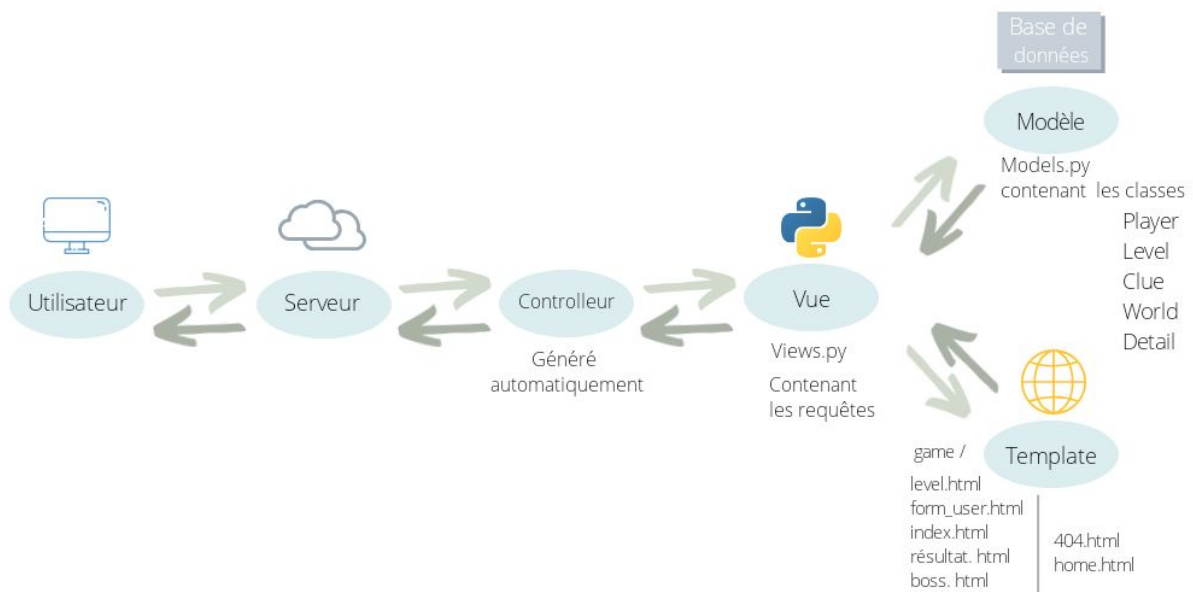 Base de
données
Modèle
Models.py
contenant les classes
Player
Level
Clue
World
Detail
Utilisateur
Serveur
Controlleur
Généré
automatiquement
Vue
Views.py
Contenant
les requêtes
Template
game /
level.html
form_user.html
index.html
résultat. html
boss. html
404.html
home.html